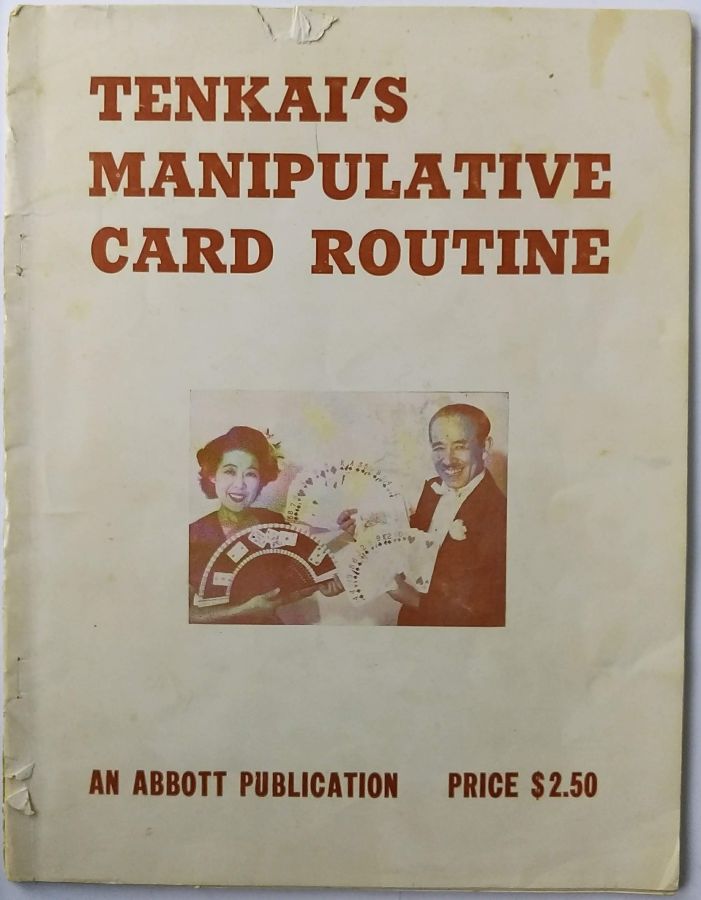 TENKAI'S
MANIPULATIVE
CARD ROUTINE
AN ABBOTT PUBLICATION PRICE $2.50